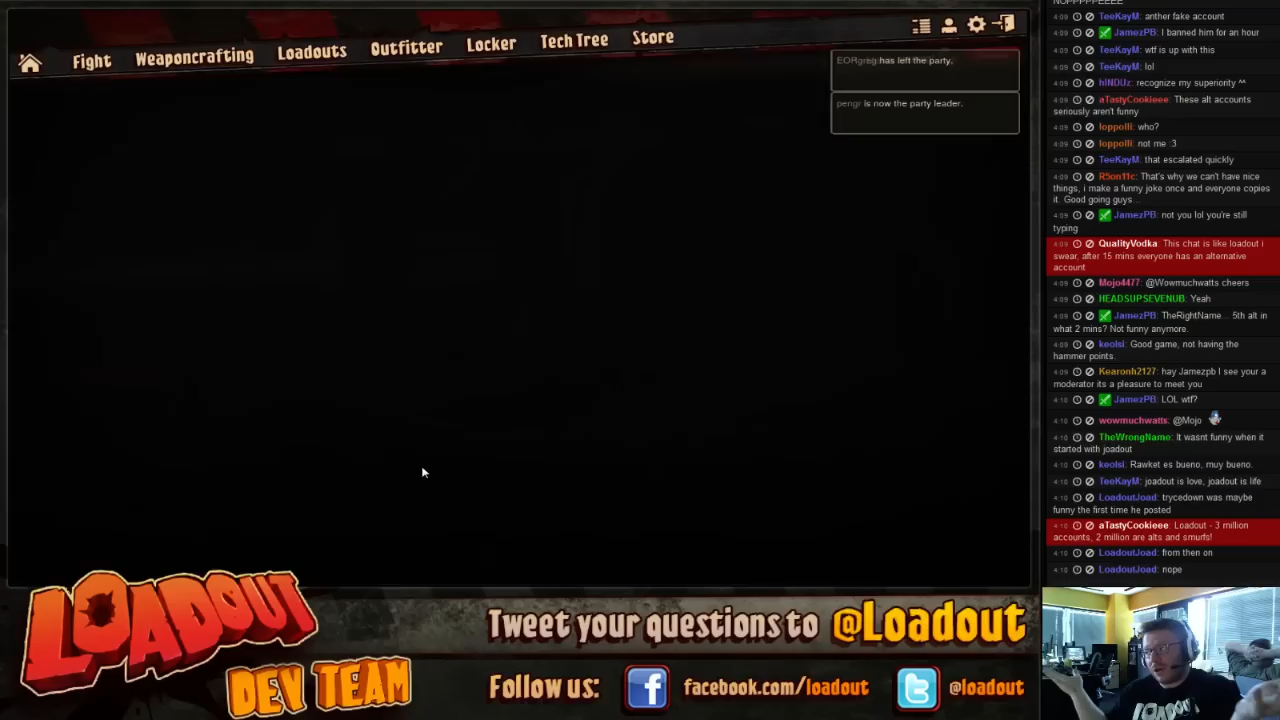 Fight Weaponcrafting Loadouts Outfitter Locker Tech Tree Store
EORgreg has left the party.
pengr is now the party leader.
NOPPPPPEEEE
4:09 TeeKayM: anther fake account
4:09 JamezPB: I banned him for an hour
4:09 TeeKayM: wtf is up with this
4:09 TeeKayM: lol
4:09 hINDUz: recognize my superiority ^^
4:09 aTastyCookieee: These alt accounts
seriously aren't funny
4:09 loppolli: who?
4:09 loppolli: not me :3
4:09 TeeKayM: that escalated quickly
4:09 R5on11c: That's why we can't have nice
things, i make a funny joke once and everyone copies
it. Good going guys...
4:09 JamezPB: not you lol you're still
typing
4:09 QualityVodka: This chat is like loadout i
swear, after 15 mins everyone has an alternative
account
4:09 Mojo4477: @Wowmuchwatts cheers
4:09 HEADSUPSEVENUB: Yeah
4:09 JamezPB: TheRightName... 5th alt in
what 2 mins? Not funny anymore.
4:09 keolsi: Good game, not having the
hammer points.
4:09 Kearonh2127: hay Jamezpb I see your a
moderator its a pleasure to meet you
4:10 JamezPB: LOL wtf?
4:10 wowmuchwatts: @Mojo
4:10 TheWrongName: It wasnt funny when it
started with joadout
4:10 keolsi: Rawket es bueno, muy bueno.
4:10 TeeKayM: joadout is love, joadout is life
4:10 LoadoutJoad: trycedown was maybe
funny the first time he posted
4:10 aTastyCookieee: Loadout - 3 million
accounts, 2 million are alts and smurfs!
4:10 LoadoutJoad: from then on
4:10 LoadoutJoad: nope
LOADOUT
DEV TEAM
Tweet your questions to @Loadout
Follow us: facebook.com/loadout @loadout
LOADOUT